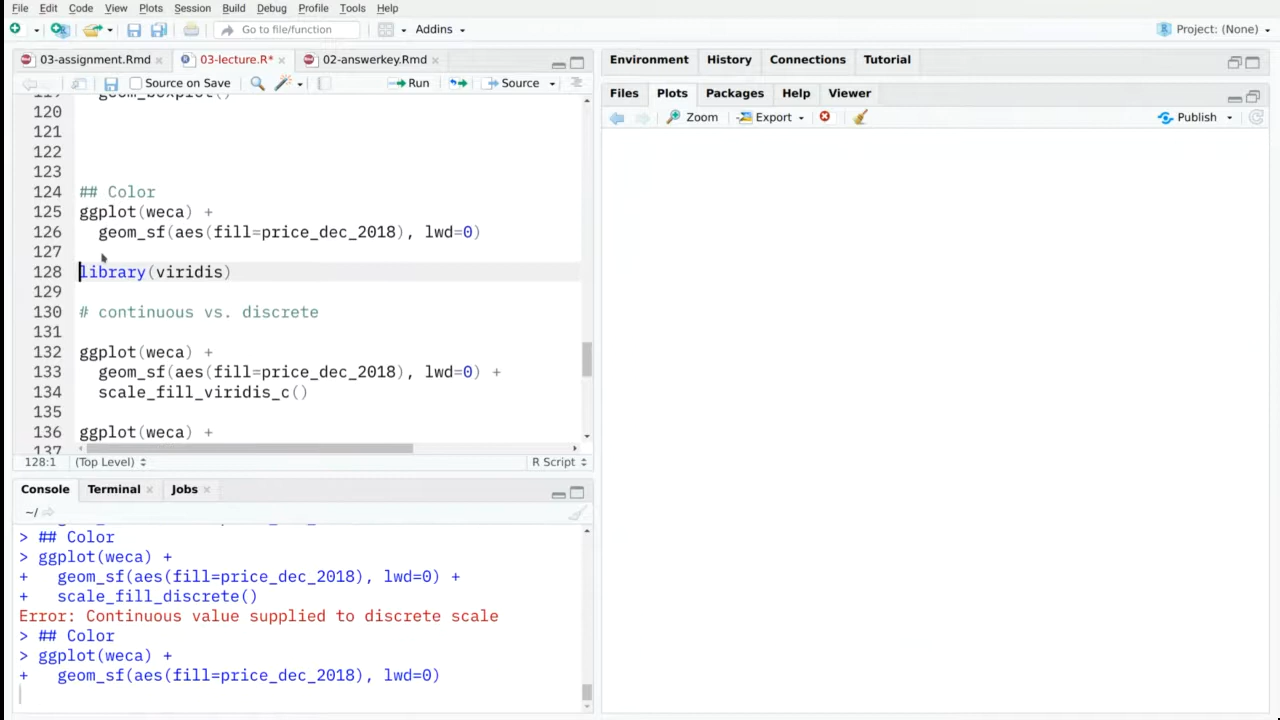 File Edit Code View Plots Session Build Debug Profile Tools Help
Go to file/function Addins Project: (None)
03-assignment.Rmd 03-lecture.R* 02-answerkey.Rmd
Source on Save Run Source
119 geom_boxplot()
120
121
122
123
124 ## Color
125 ggplot(weca) +
126 geom_sf(aes(fill=price_dec_2018), lwd=0)
127
128 library(viridis)
129
130 # continuous vs. discrete
131
132 ggplot(weca) +
133 geom_sf(aes(fill=price_dec_2018), lwd=0) +
134 scale_fill_viridis_c()
135
136 ggplot(weca) +
137
128:1 (Top Level) R Script
Console Terminal Jobs
~/
> ## Color
> ggplot(weca) +
+ geom_sf(aes(fill=price_dec_2018), lwd=0) +
+ scale_fill_discrete()
Error: Continuous value supplied to discrete scale
> ## Color
> ggplot(weca) +
+ geom_sf(aes(fill=price_dec_2018), lwd=0)
Environment History Connections Tutorial
Files Plots Packages Help Viewer
Zoom Export Publish